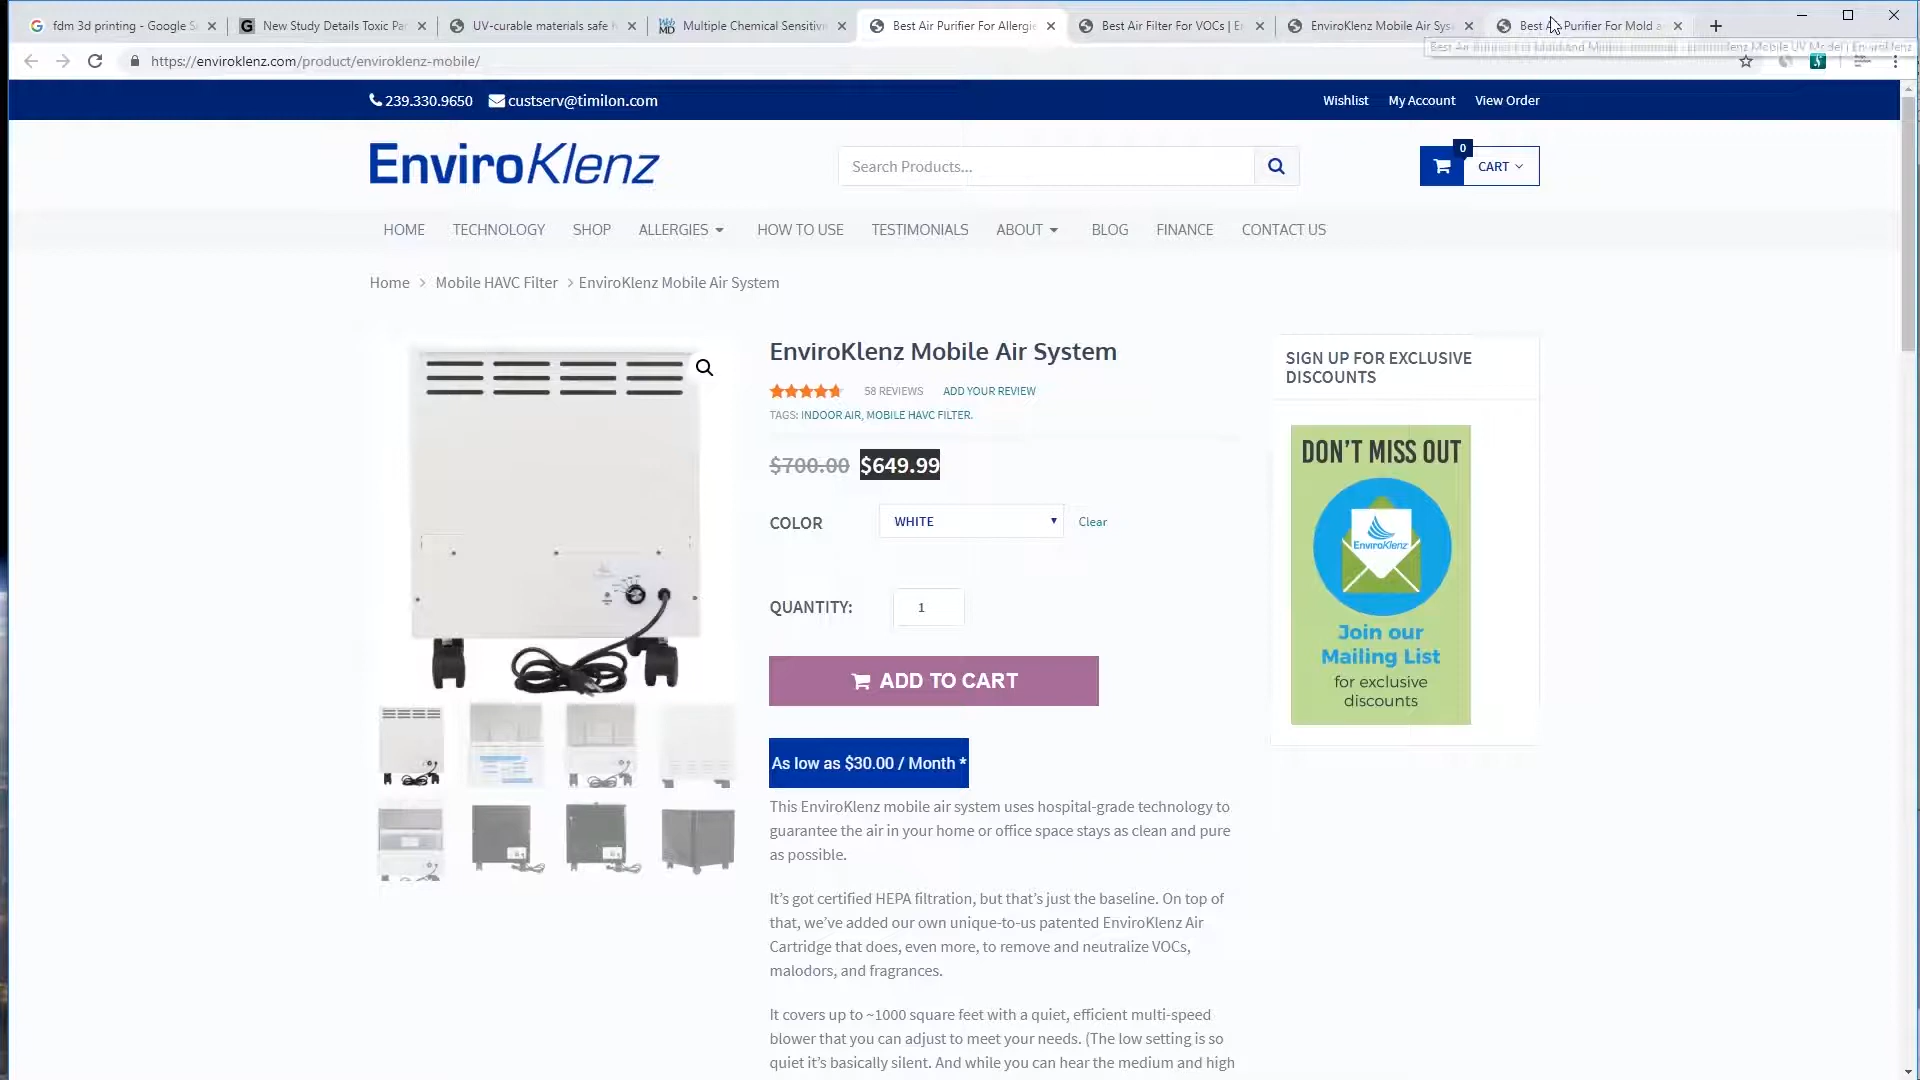 fdm 3d printing - Google S
New Study Details Toxic Pa
UV-curable materials safe h
Multiple Chemical Sensitivi
Best Air Purifier For Allergie
Best Air Filter For VOCs | E
EnviroKlenz Mobile Air Sys
Best Purifier For Mold a
https://enviroklenz.com/product/enviroklenz-mobile/
239.330.9650 custserv@timilon.com
Wishlist My Account View Order
EnviroKlenz
Search Products...
0
CART
HOME TECHNOLOGY SHOP ALLERGIES HOW TO USE TESTIMONIALS ABOUT BLOG FINANCE CONTACT US
Home > Mobile HAVC Filter > EnviroKlenz Mobile Air System
EnviroKlenz Mobile Air System
58 REVIEWS ADD YOUR REVIEW
TAGS: INDOOR AIR, MOBILE HAVC FILTER.
$700.00 $649.99
COLOR WHITE Clear
QUANTITY: 1
ADD TO CART
As low as $30.00 / Month *
This EnviroKlenz mobile air system uses hospital-grade technology to
guarantee the air in your home or office space stays as clean and pure
as possible.
It's got certified HEPA filtration, but that's just the baseline. On top of
that, we've added our own unique-to-us patented EnviroKlenz Air
Cartridge that does, even more, to remove and neutralize VOCs,
malodors, and fragrances.
It covers up to ~1000 square feet with a quiet, efficient multi-speed
blower that you can adjust to meet your needs. (The low setting is so
quiet it's basically silent. And while you can hear the medium and high
SIGN UP FOR EXCLUSIVE
DISCOUNTS
DON'T MISS OUT
EnviroKlenz
Join our
Mailing List
for exclusive
discounts